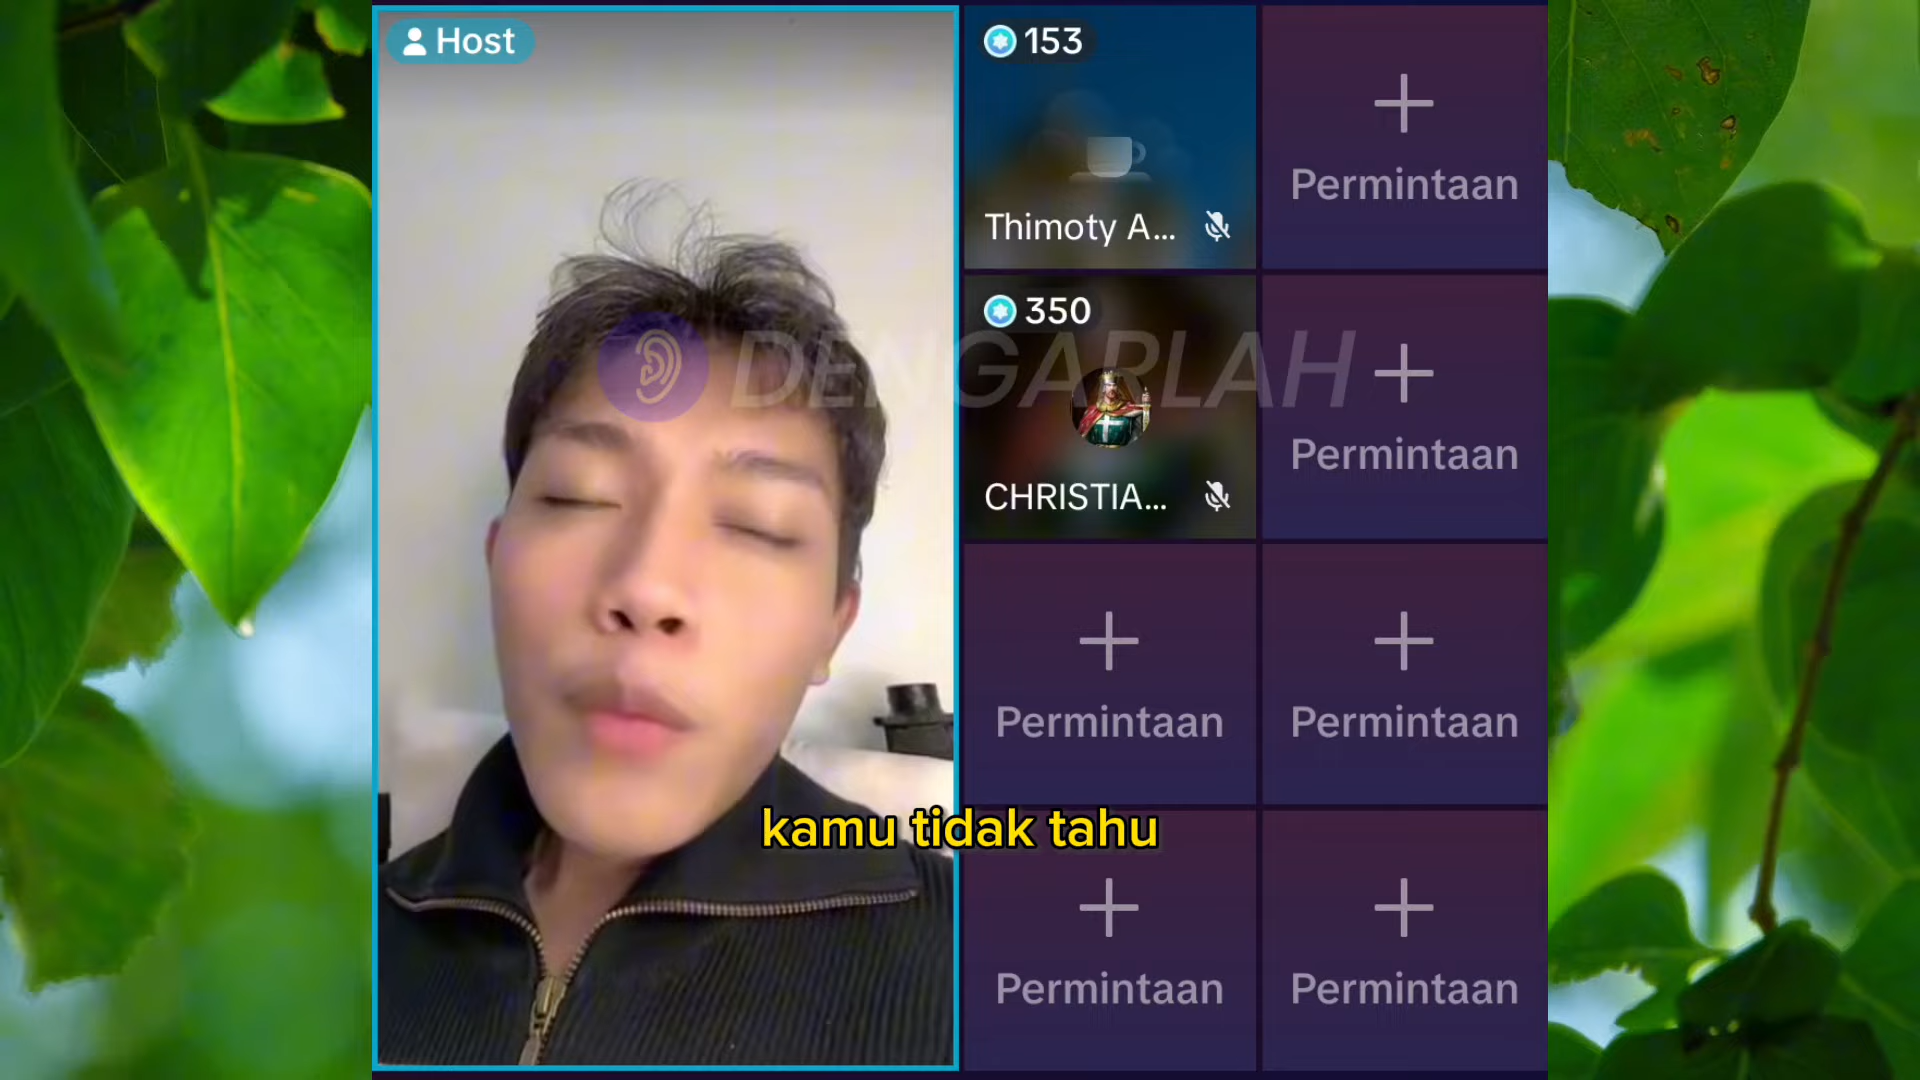 Host
153
Thimoty A...
Permintaan
350
CHRISTIA...
Permintaan
DENGARLAH
Permintaan
Permintaan
kamu tidak tahu
Permintaan
Permintaan